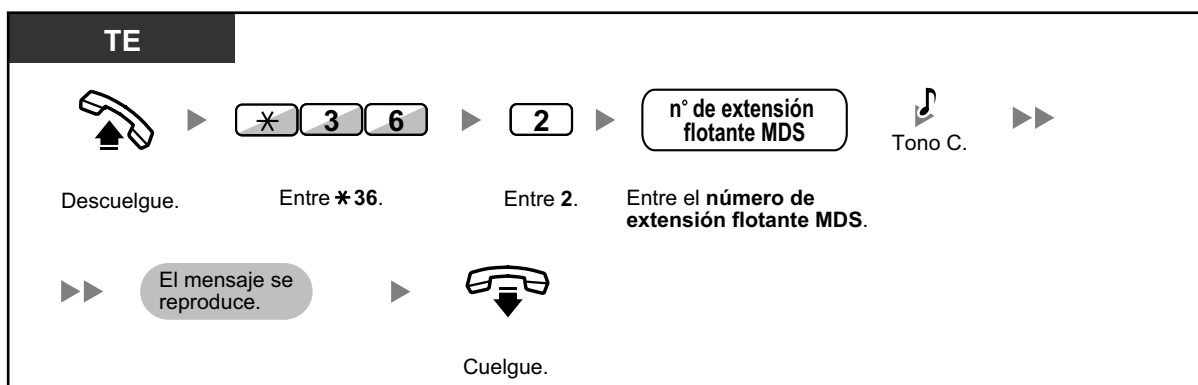 TE
✳ 3 6
2
n° de extensión
flotante MDS
Tono C.
Descuelgue.
Entre ✳ 36.
Entre 2.
Entre el número de
extensión flotante MDS.
El mensaje se
reproduce.
Cuelgue.